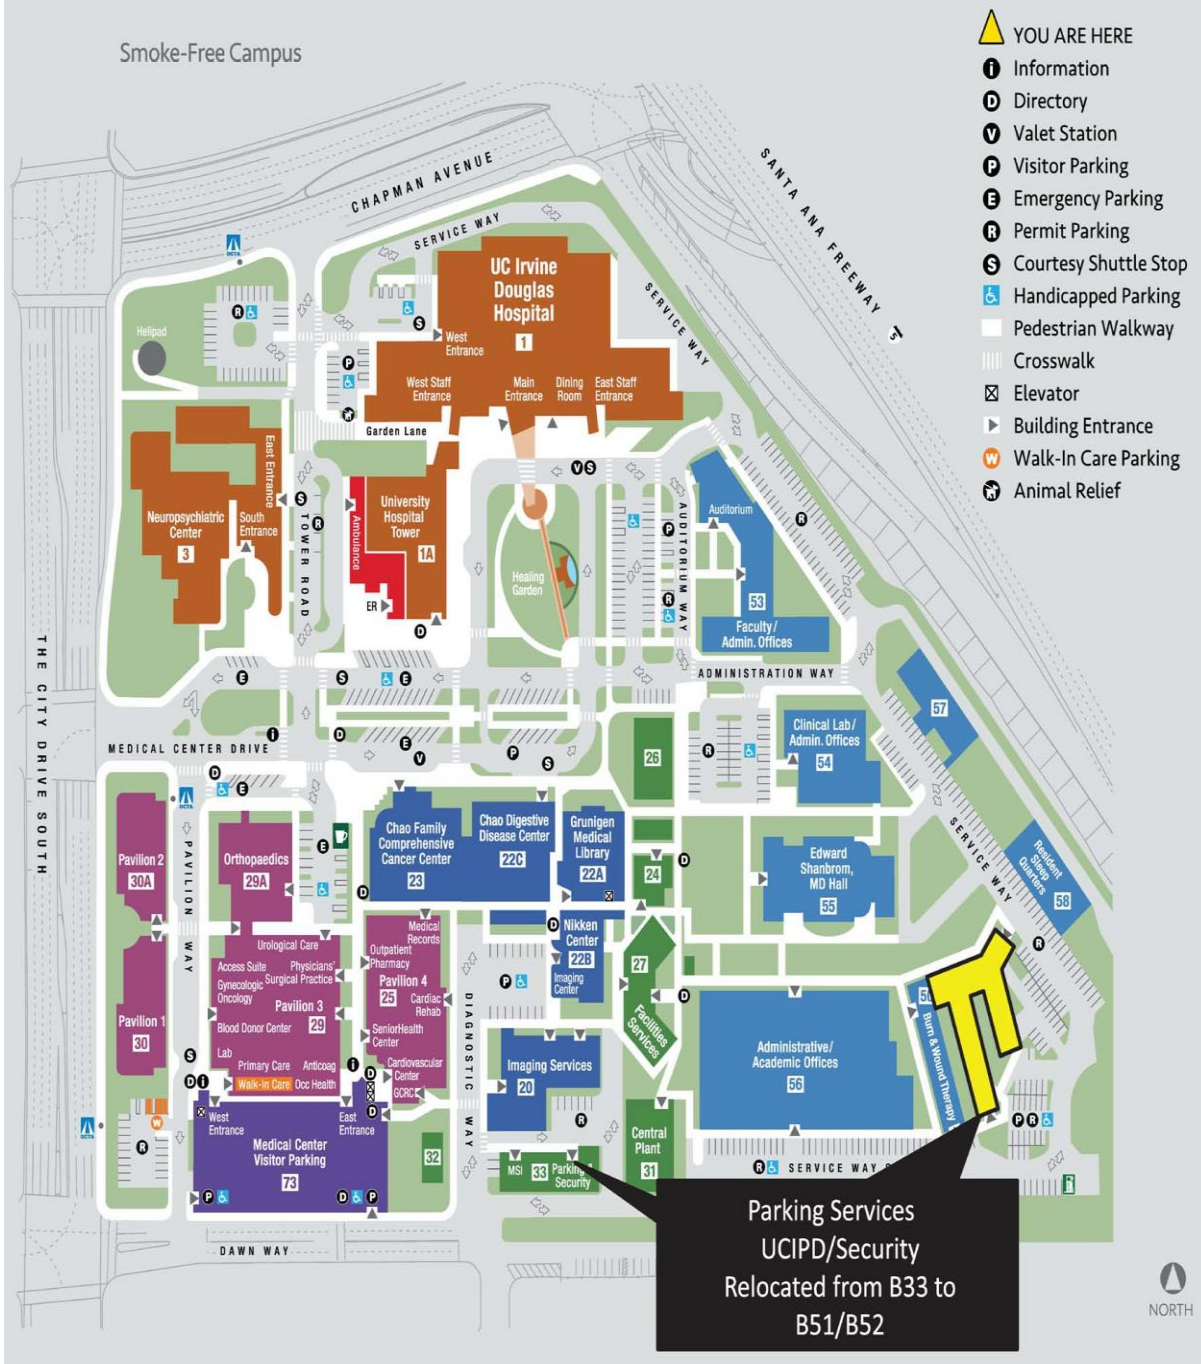 Smoke-Free Campus
YOU ARE HERE
i Information
D Directory
V Valet Station
P Visitor Parking
E Emergency Parking
R Permit Parking
S Courtesy Shuttle Stop
Handicapped Parking
Pedestrian Walkway
Crosswalk
Elevator
Building Entrance
W Walk-In Care Parking
Animal Relief
CHAPMAN AVENUE
SANTA ANA FREEWAY
5
SERVICE WAY
SERVICE WAY
OCTA
UC Irvine
Douglas
Hospital
1
West
Entrance
West Staff
Entrance
Main
Entrance
Dining
Room
East Staff
Entrance
Helipad
R
S
P
Garden Lane
East Entrance
Neuropsychiatric
Center
3
South
Entrance
S
R
TOWER ROAD
Ambulance
University
Hospital
Tower
1A
ER
D
V S
Healing
Garden
AUDITORIUM WAY
P
R
R
Auditorium
53
Faculty/
Admin. Offices
ADMINISTRATION WAY
E
S
E
57
THE CITY DRIVE SOUTH
MEDICAL CENTER DRIVE
i
D
E
V
P
S
26
R
Clinical Lab/
Admin. Offices
54
SERVICE WAY
D
E
OCTA
Pavilion 2
30A
PAVILION WAY
Orthopaedics
29A
E
D
Chao Family
Comprehensive
Cancer Center
23
Chao Digestive
Disease Center
22C
Grunigen
Medical
Library
22A
24
D
Edward
Shanbrom,
MD Hall
55
Resident
Sleep
Quarters
58
R
Medical
Records
Urological Care
Access Suite
Physicians'
Surgical Practice
Gynecologic
Oncology
Pavilion 3
29
Blood Donor Center
Lab
Primary Care
Anticoag
Walk-In Care
Occ Health
Outpatient
Pharmacy
Pavilion 4
25
Cardiac
Rehab
SeniorHealth
Center
Cardiovascular
Center
GCRC
DIAGNOSTIC WAY
P
D
Nikken
Center
22B
Imaging
Center
27
Facilities
Services
D
Pavilion 1
30
S
D i
i
D
D
Imaging Services
20
R
Administrative/
Academic Offices
56
Burn & Wound Therapy
P R
OCTA
W
R
West
Entrance
East
Entrance
Medical Center
Visitor Parking
73
P
D
P
32
MSI
33
Parking &
Security
Central
Plant
31
R
SERVICE WAY S
DAWN WAY
Parking Services
UCIPD/Security
Relocated from B33 to
B51/B52
NORTH